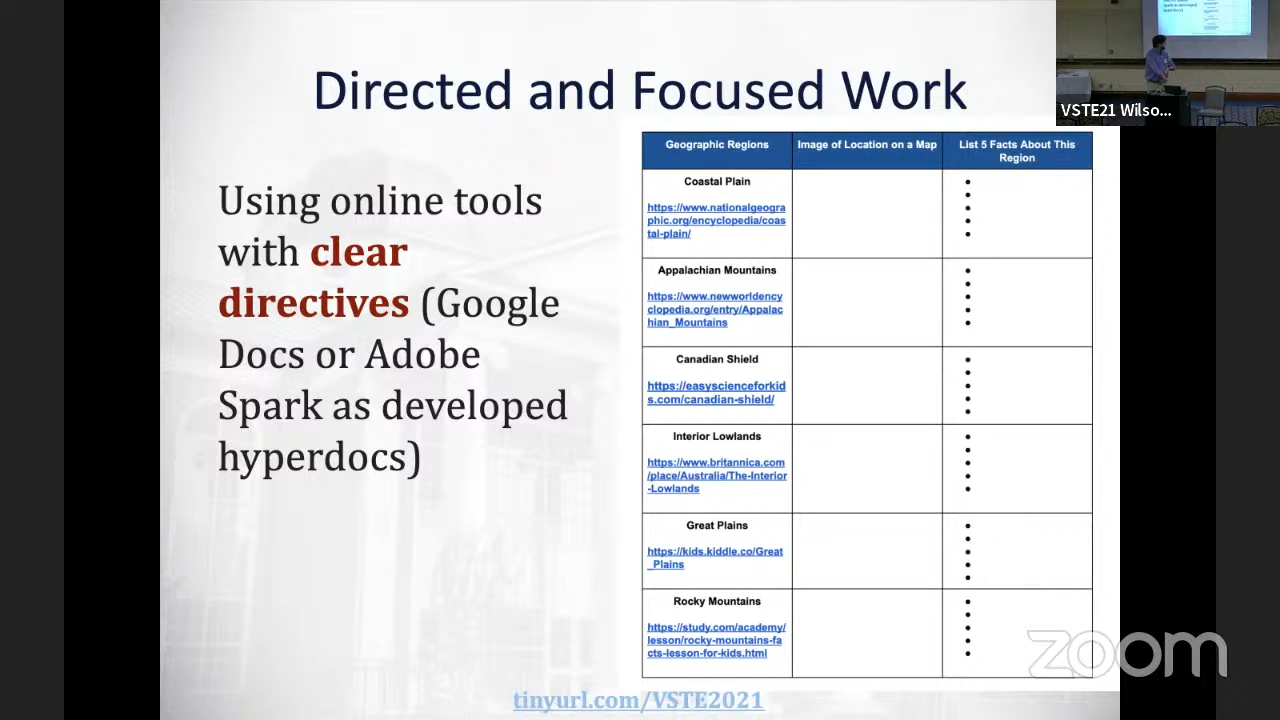 Directed and Focused Work
VSTE21 Wilso...
Using online tools
with clear
directives (Google
Docs or Adobe
Spark as developed
hyperdocs)
Geographic Regions
Image of Location on a Map
List 5 Facts About This
Region
Coastal Plain
https://www.nationalgeogra
phic.org/encyclopedia/coas
tal-plain/
Appalachian Mountains
https://www.newworldency
clopedia.org/entry/Appalac
hian_Mountains
Canadian Shield
https://easyscienceforkid
s.com/canadian-shield/
Interior Lowlands
https://www.britannica.com
/place/Australia/The-Interior
-Lowlands
Great Plains
https://kids.kiddle.co/Great
_Plains
Rocky Mountains
https://study.com/academy/
lesson/rocky-mountains-fa
cts-lesson-for-kids.html
zoom
tinyurl.com/VSTE2021